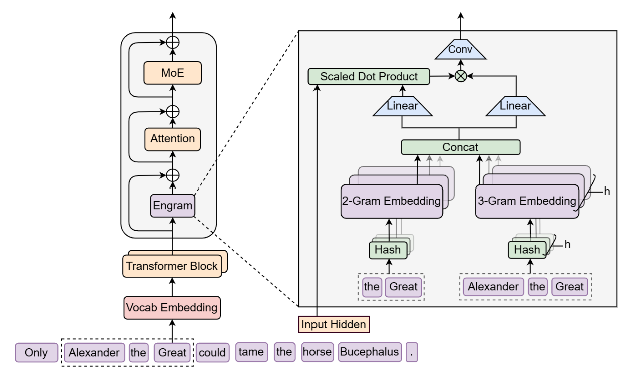 MoE
Attention
Engram
Transformer Block
Vocab Embedding
Only Alexander the Great could tame the horse Bucephalus .
Conv
Scaled Dot Product
Linear Linear
Concat
2-Gram Embedding 3-Gram Embedding h
Hash Hash h
the Great Alexander the Great
Input Hidden